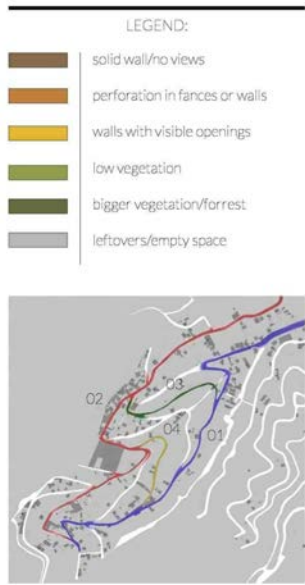 LEGEND:
solid wall/no views
perforation in fances or walls
walls with visible openings
low vegetation
bigger vegetation/forrest
leftovers/empty space
03
02
04
01